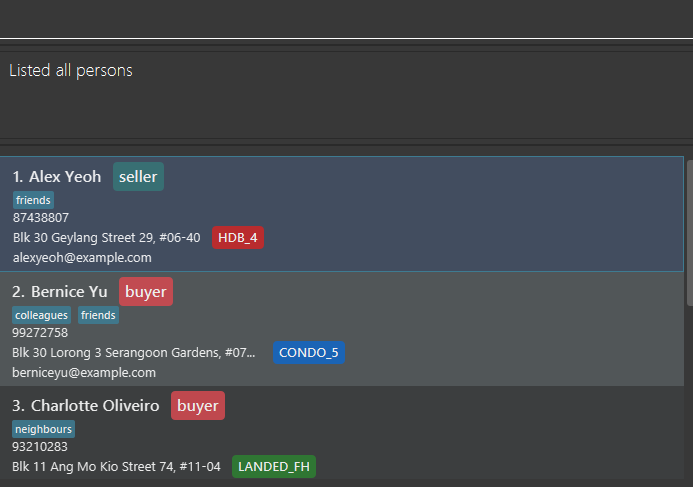 Listed all persons
1. Alex Yeoh seller
friends
87438807
Blk 30 Geylang Street 29, #06-40 HDB_4
alexyeoh@example.com
2. Bernice Yu buyer
colleagues friends
99272758
Blk 30 Lorong 3 Serangoon Gardens, #07... CONDO_5
berniceyu@example.com
3. Charlotte Oliveiro buyer
neighbours
93210283
Blk 11 Ang Mo Kio Street 74, #11-04 LANDED_FH